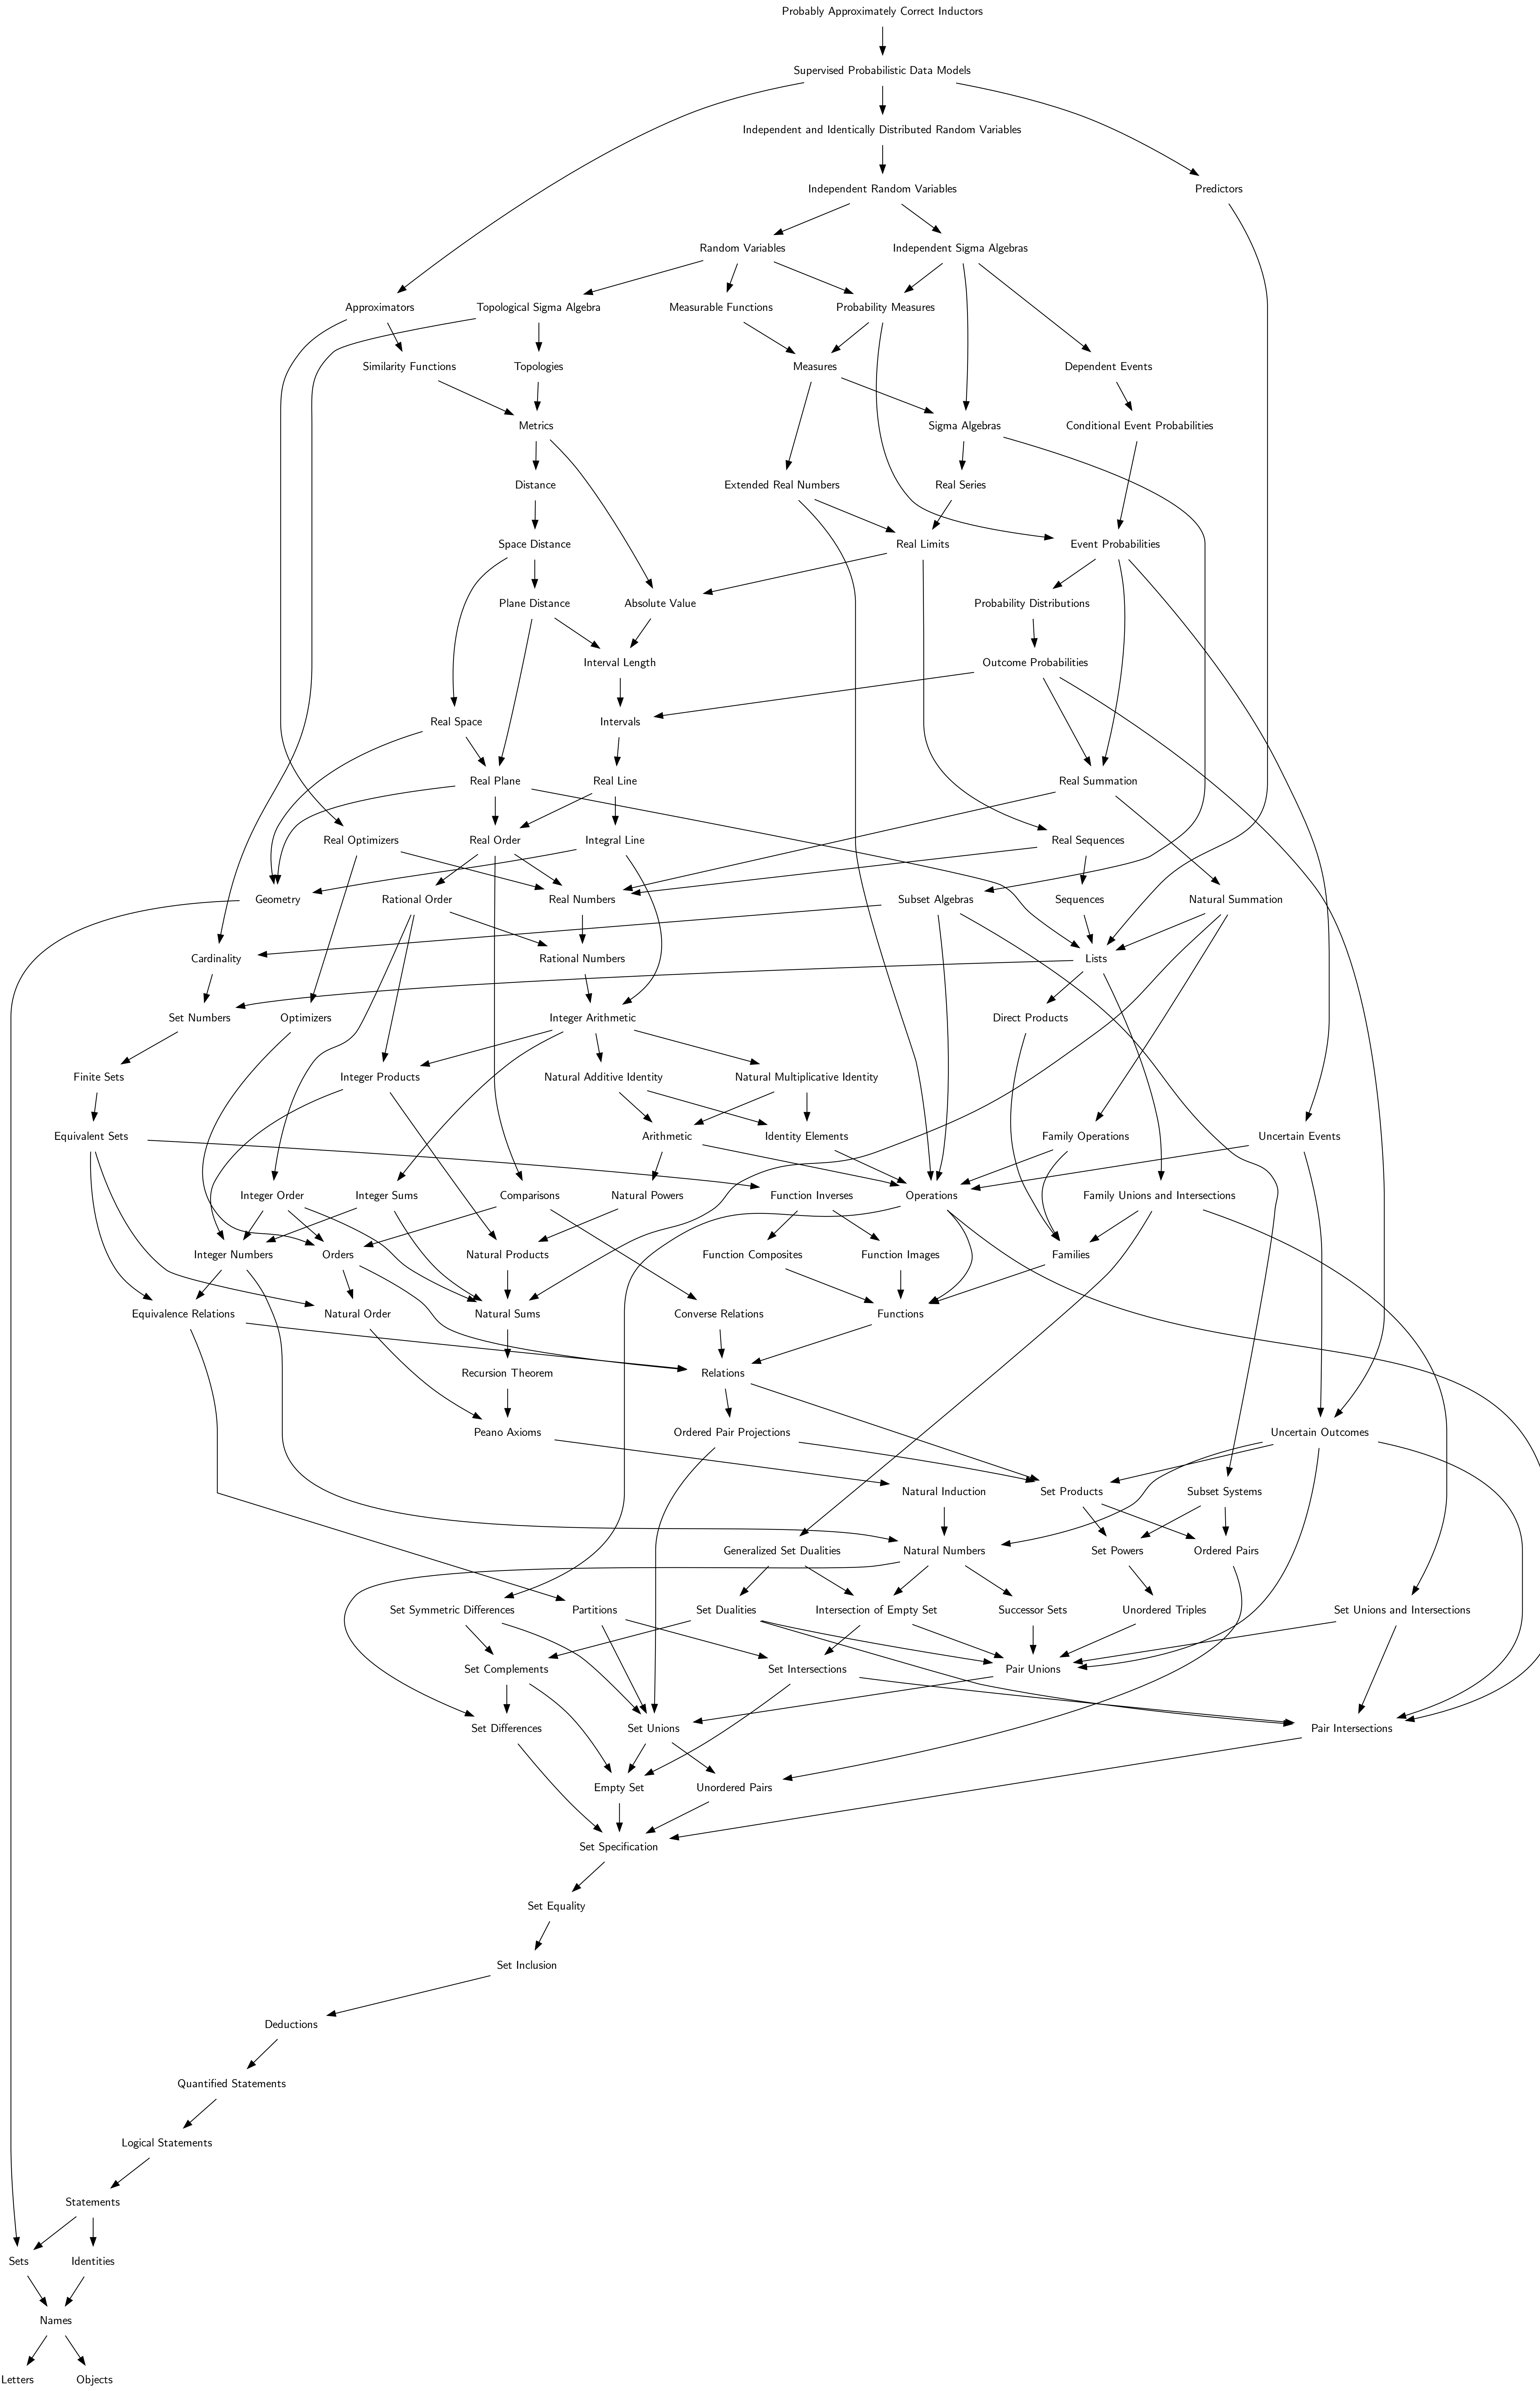 Probably Approximately Correct Inductors
Supervised Probabilistic Data Models
Independent and Identically Distributed Random Variables
Independent Random Variables
Predictors
Random Variables
Independent Sigma Algebras
Approximators
Topological Sigma Algebra
Measurable Functions
Probability Measures
Similarity Functions
Topologies
Measures
Dependent Events
Metrics
Sigma Algebras
Conditional Event Probabilities
Distance
Extended Real Numbers
Real Series
Space Distance
Real Limits
Event Probabilities
Plane Distance
Absolute Value
Probability Distributions
Interval Length
Outcome Probabilities
Real Space
Intervals
Real Plane
Real Line
Real Summation
Real Optimizers
Real Order
Integral Line
Real Sequences
Geometry
Rational Order
Real Numbers
Subset Algebras
Sequences
Natural Summation
Cardinality
Rational Numbers
Lists
Set Numbers
Optimizers
Integer Arithmetic
Direct Products
Finite Sets
Integer Products
Natural Additive Identity
Natural Multiplicative Identity
Equivalent Sets
Arithmetic
Identity Elements
Family Operations
Uncertain Events
Integer Order
Integer Sums
Comparisons
Natural Powers
Function Inverses
Operations
Family Unions and Intersections
Integer Numbers
Orders
Natural Products
Function Composites
Function Images
Families
Equivalence Relations
Natural Order
Natural Sums
Converse Relations
Functions
Recursion Theorem
Relations
Peano Axioms
Ordered Pair Projections
Uncertain Outcomes
Natural Induction
Set Products
Subset Systems
Generalized Set Dualities
Natural Numbers
Set Powers
Ordered Pairs
Set Symmetric Differences
Partitions
Set Dualities
Intersection of Empty Set
Successor Sets
Unordered Triples
Set Unions and Intersections
Set Complements
Set Intersections
Pair Unions
Set Differences
Set Unions
Pair Intersections
Empty Set
Unordered Pairs
Set Specification
Set Equality
Set Inclusion
Deductions
Quantified Statements
Logical Statements
Statements
Sets
Identities
Names
Letters
Objects